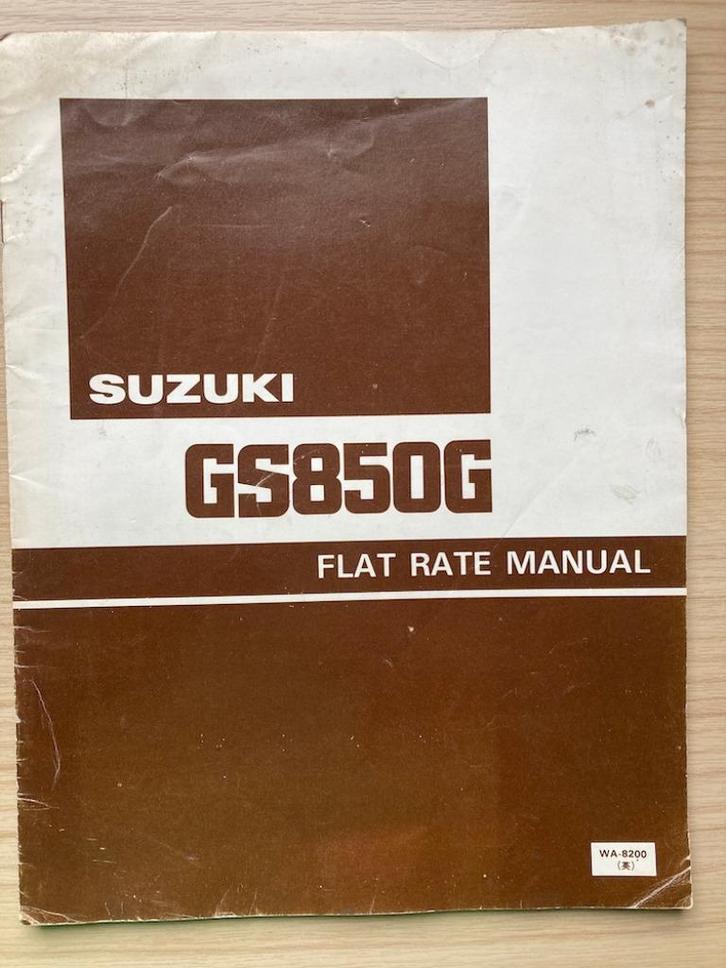 SUZUKI
GS850G
FLAT RATE MANUAL
WA-8200
(英)